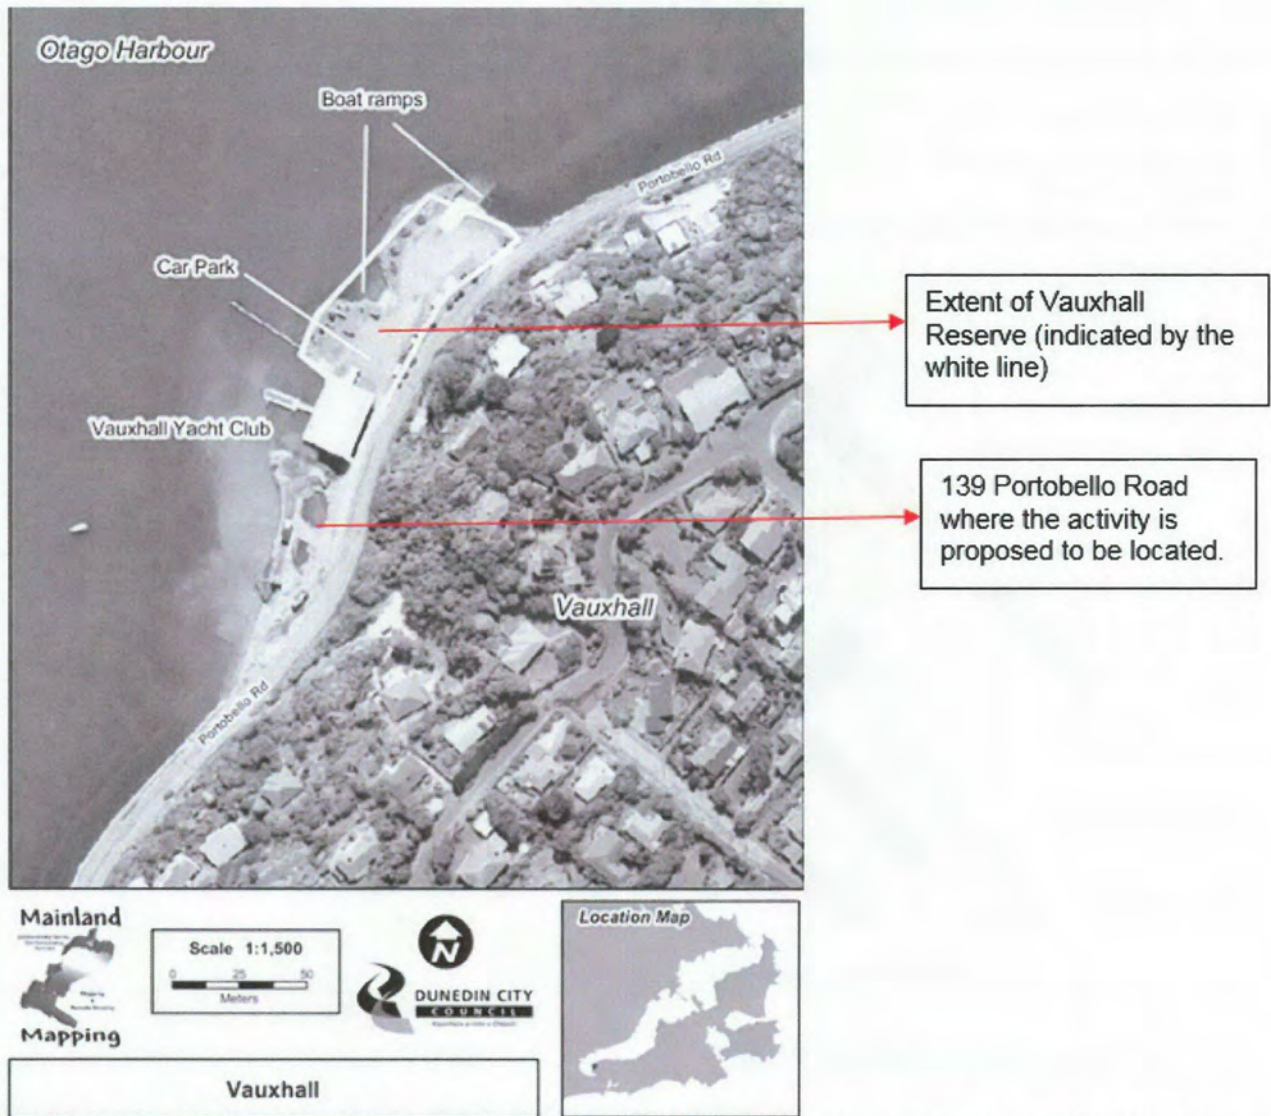 Otago Harbour
Boat ramps
Portobello Rd
Car Park
Extent of Vauxhall
Reserve (indicated by the
white line)
Vauxhall Yacht Club
139 Portobello Road
where the activity is
proposed to be located.
Vauxhall
Portobello Rd
Mainland
Mapping
Scale 1:1,500
0 25 50
Meters
N
DUNEDIN CITY
COUNCIL
Location Map
Vauxhall